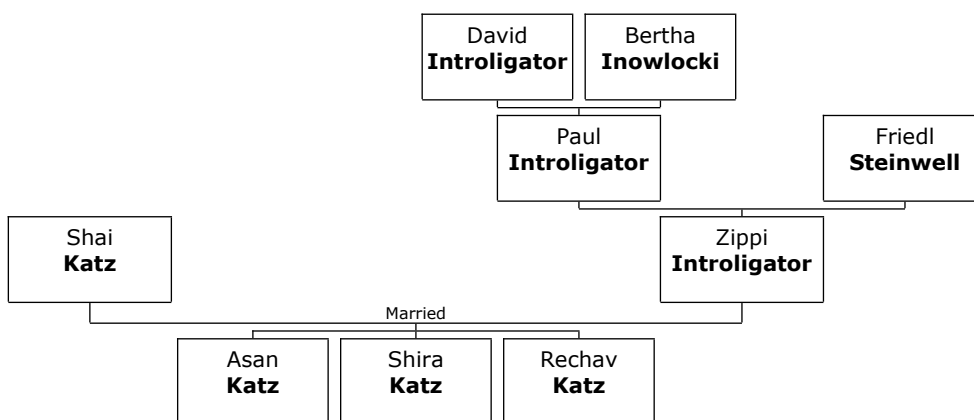 David
Introligator
Bertha
Inowlocki
Paul
Introligator
Friedl
Steinwell
Shai
Katz
Zippi
Introligator
Married
Asan
Katz
Shira
Katz
Rechav
Katz